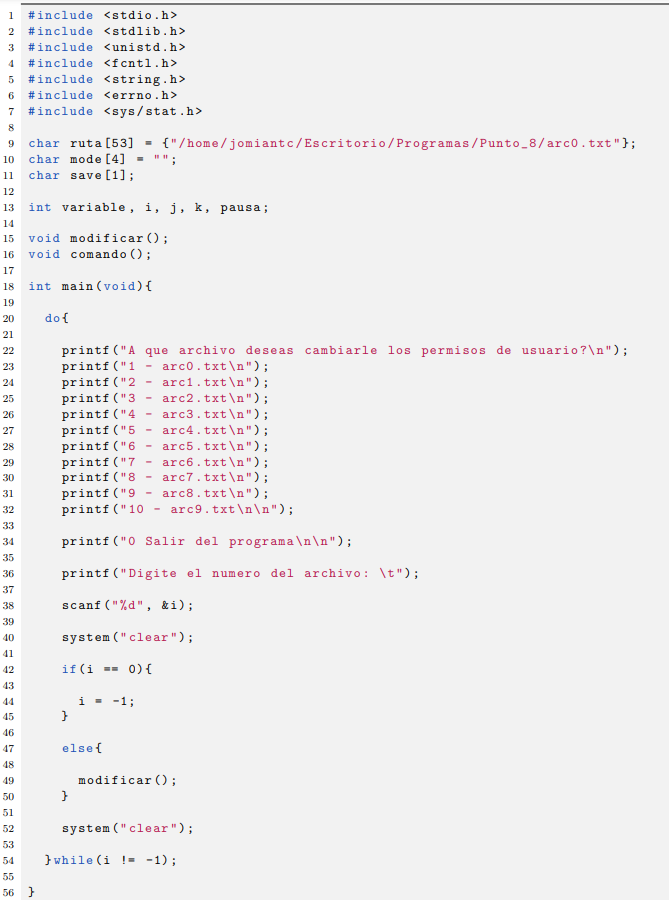 1 #include <stdio.h>
2 #include <stdlib.h>
3 #include <unistd.h>
4 #include <fcntl.h>
5 #include <string.h>
6 #include <errno.h>
7 #include <sys/stat.h>
8
9 char ruta[53] = {"/home/jomiantc/Escritorio/Programas/Punto_8/arc0.txt"};
10 char mode[4] = "";
11 char save[1];
12
13 int variable, i, j, k, pausa;
14
15 void modificar();
16 void comando();
17
18 int main(void){
19
20 do{
21
22 printf("A que archivo deseas cambiarle los permisos de usuario?\n");
23 printf("1 - arc0.txt\n");
24 printf("2 - arc1.txt\n");
25 printf("3 - arc2.txt\n");
26 printf("4 - arc3.txt\n");
27 printf("5 - arc4.txt\n");
28 printf("6 - arc5.txt\n");
29 printf("7 - arc6.txt\n");
30 printf("8 - arc7.txt\n");
31 printf("9 - arc8.txt\n");
32 printf("10 - arc9.txt\n\n");
33
34 printf("0 Salir del programa\n\n");
35
36 printf("Digite el numero del archivo: \t");
37
38 scanf("%d", &i);
39
40 system("clear");
41
42 if(i == 0){
43
44 i = -1;
45 }
46
47 else{
48
49 modificar();
50 }
51
52 system("clear");
53
54 }while(i != -1);
55
56 }